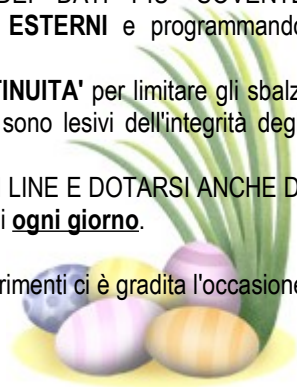 DEI DATI PIÙ SOVENTE
ESTERNI e programmando
TINUITA' per limitare gli sbalz
sono lesivi dell'integrità deg
LINE E DOTARSI ANCHE D
i ogni giorno.
rimenti ci è gradita l'occasione